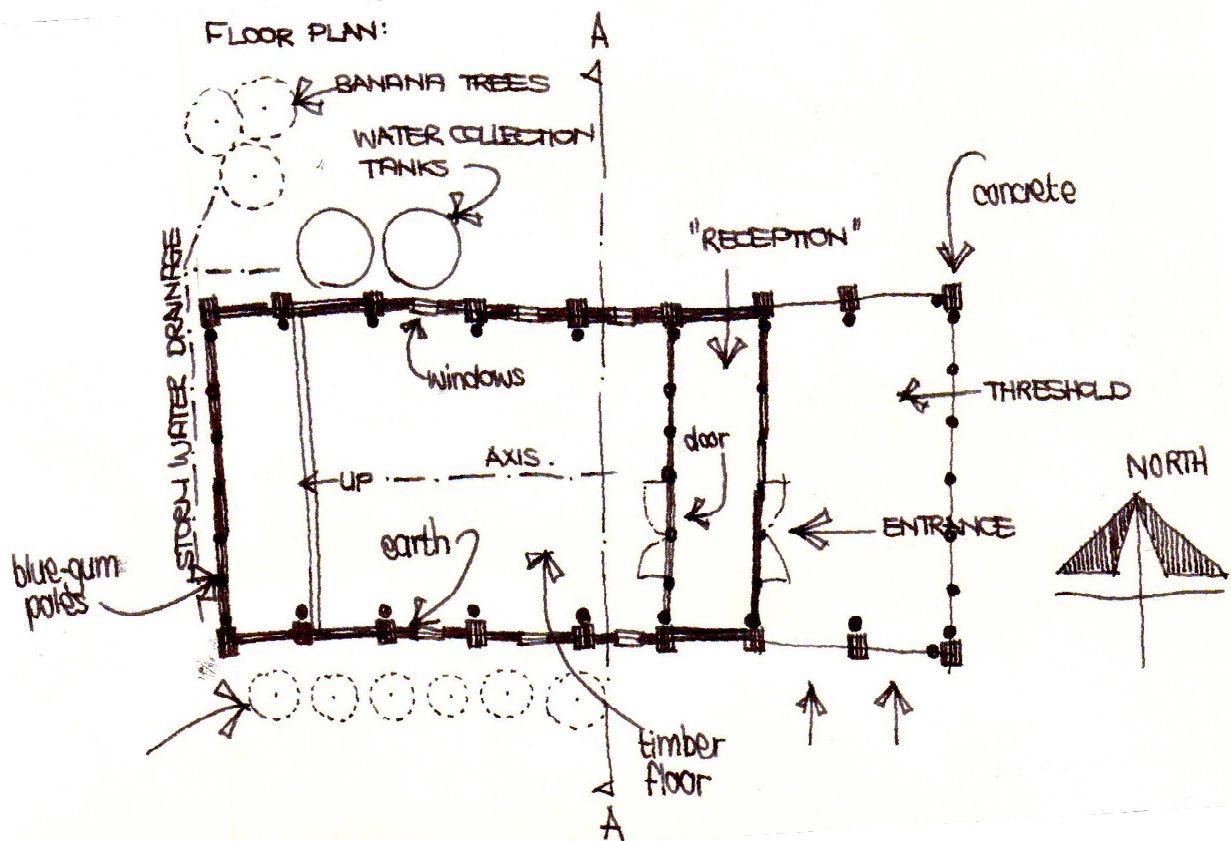 FLOOR PLAN:
A
BANANA TREES
WATER COLLECTION
TANKS
concrete
"RECEPTION"
STORM WATER DRAINAGE
windows
THRESHOLD
door
AXIS.
NORTH
UP
ENTRANCE
earth
blue-gum
poles
timber
floor
A